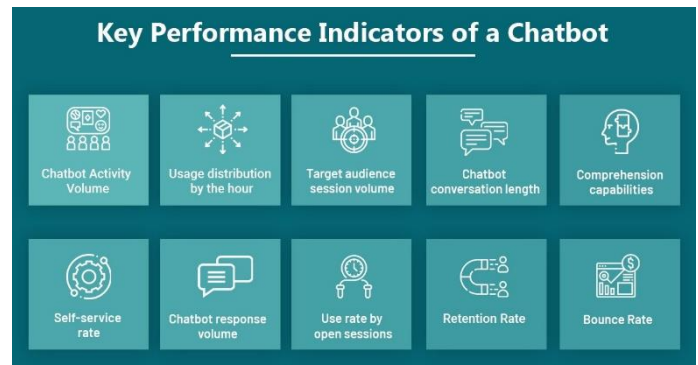 Key Performance Indicators of a Chatbot
Chatbot Activity
Volume
Usage distribution
by the hour
Target audience
session volume
Chatbot
conversation length
Comprehension
capabilities
Self-service
rate
Chatbot response
volume
Use rate by
open sessions
Retention Rate
Bounce Rate